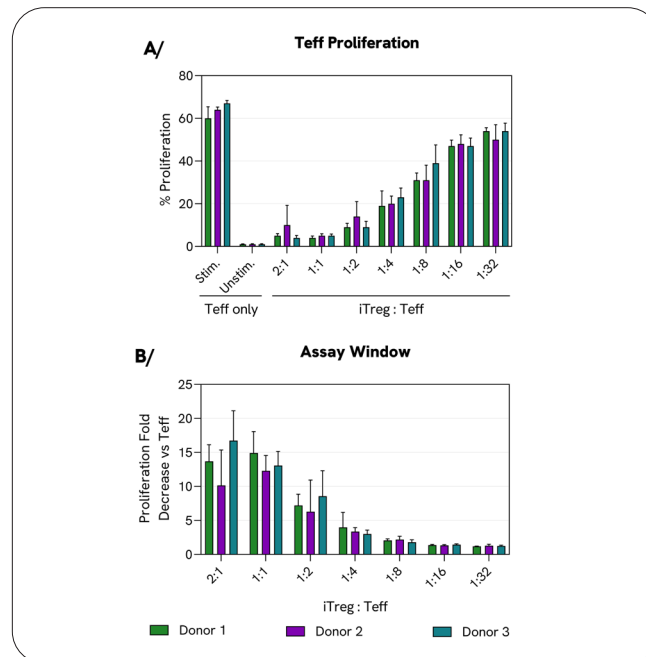 A/
Teff Proliferation
% Proliferation
80
60
40
20
0
Stim.
Unstim.
2:1
1:1
1:2
1:4
1:8
1:16
1:32
Teff only
iTreg : Teff
B/
Assay Window
Proliferation Fold
Decrease vs Teff
25
20
15
10
5
0
2:1
1:1
1:2
1:4
1:8
1:16
1:32
iTreg : Teff
Donor 1
Donor 2
Donor 3